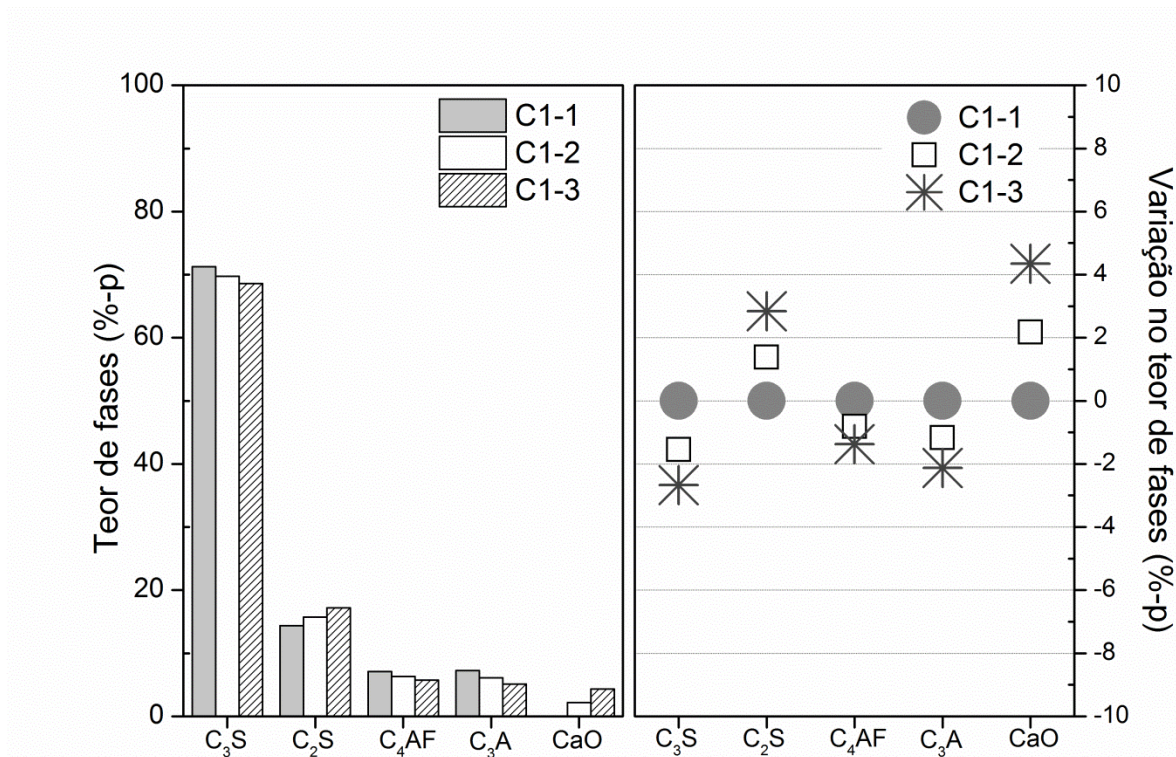 Teor de fases (%-p)
100
80
60
40
20
0
C1-1
C1-2
C1-3
C₃S C₂S C₄AF C₃A CaO
C1-1
C1-2
C1-3
10
8
6
4
2
0
-2
-4
-6
-8
-10
C₃S C₂S C₄AF C₃A CaO
Variação no teor de fases (%-p)